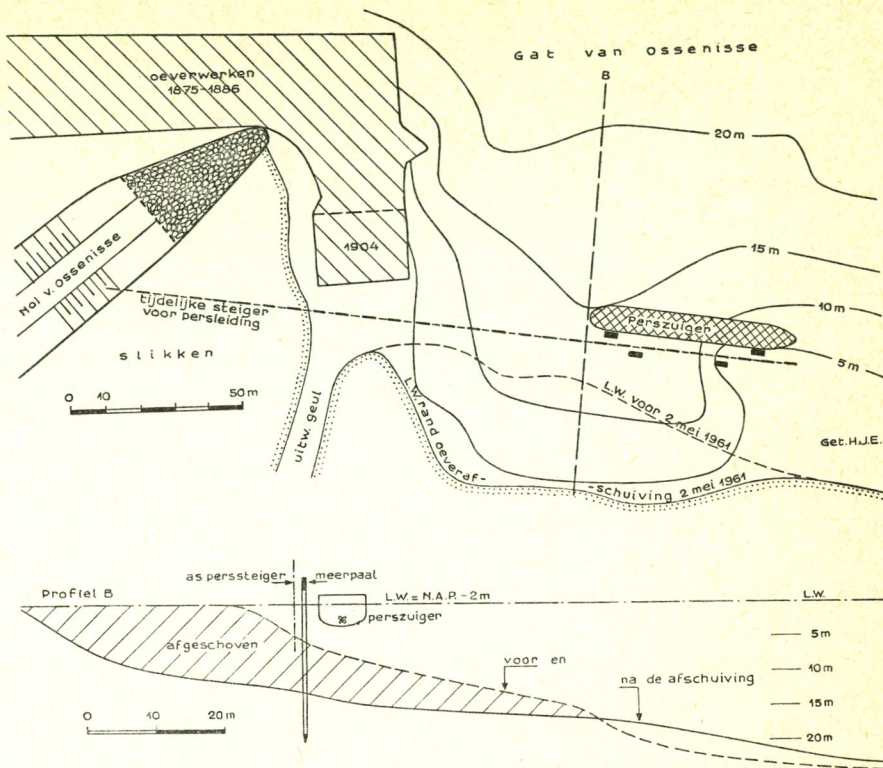 Gat van Ossenisse
B
oeverwerken
1875-1886
20m
Nol v. Ossenisse
1904
15m
tijdelijke steiger
voor persleiding
10m
Perszuiger
5m
slikken
0 10 50m
uitw. geul
L.W. rand oeveraf-
-schuiving 2 mei 1961
L.W. voor 2 mei 1961
Get. H.J.E.
as perssteiger
meerpaal
Profiel B
L.W. = N.A.P. - 2m
L.W.
perszuiger
5m
afgeschoven
voor en
10m
na de afschuiving
15m
0 10 20m
20m